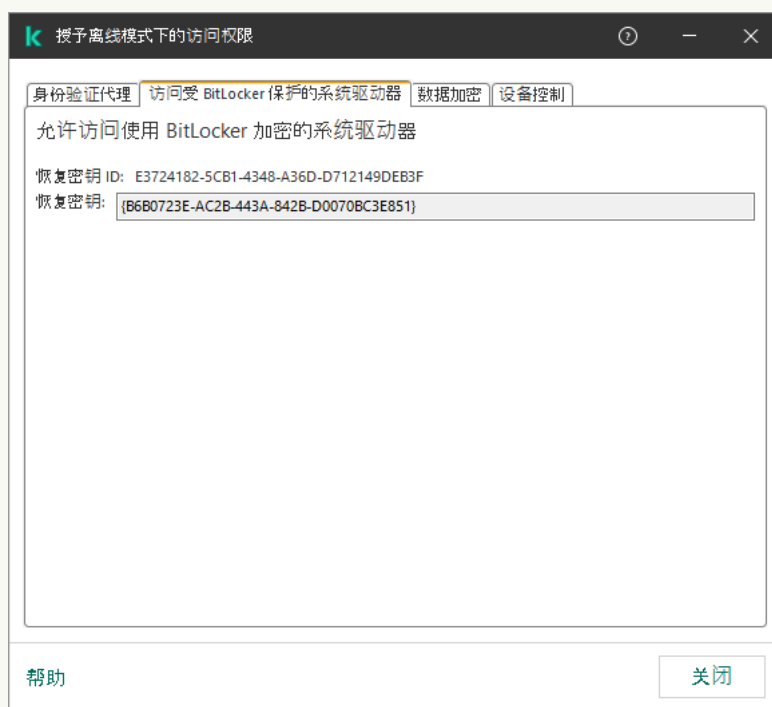 授予离线模式下的访问权限
身份验证代理 访问受 BitLocker 保护的系统驱动器 数据加密 设备控制
允许访问使用 BitLocker 加密的系统驱动器
恢复密钥 ID: E3724182-5CB1-4348-A36D-D712149DEB3F
恢复密钥: {B6B0723E-AC2B-443A-842B-D0070BC3E851}
帮助 关闭